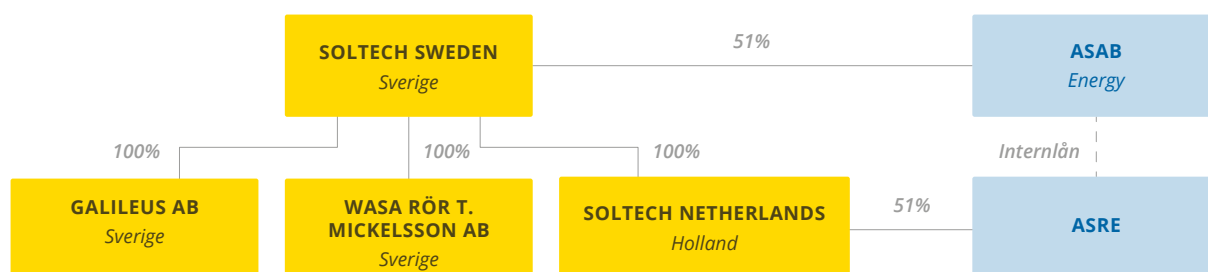 SOLTECH SWEDEN
Sverige
51%
ASAB
Energy
100%
100%
100%
Internlån
GALILEUS AB
Sverige
WASA RÖR T.
MICKELSSON AB
Sverige
SOLTECH NETHERLANDS
Holland
51%
ASRE